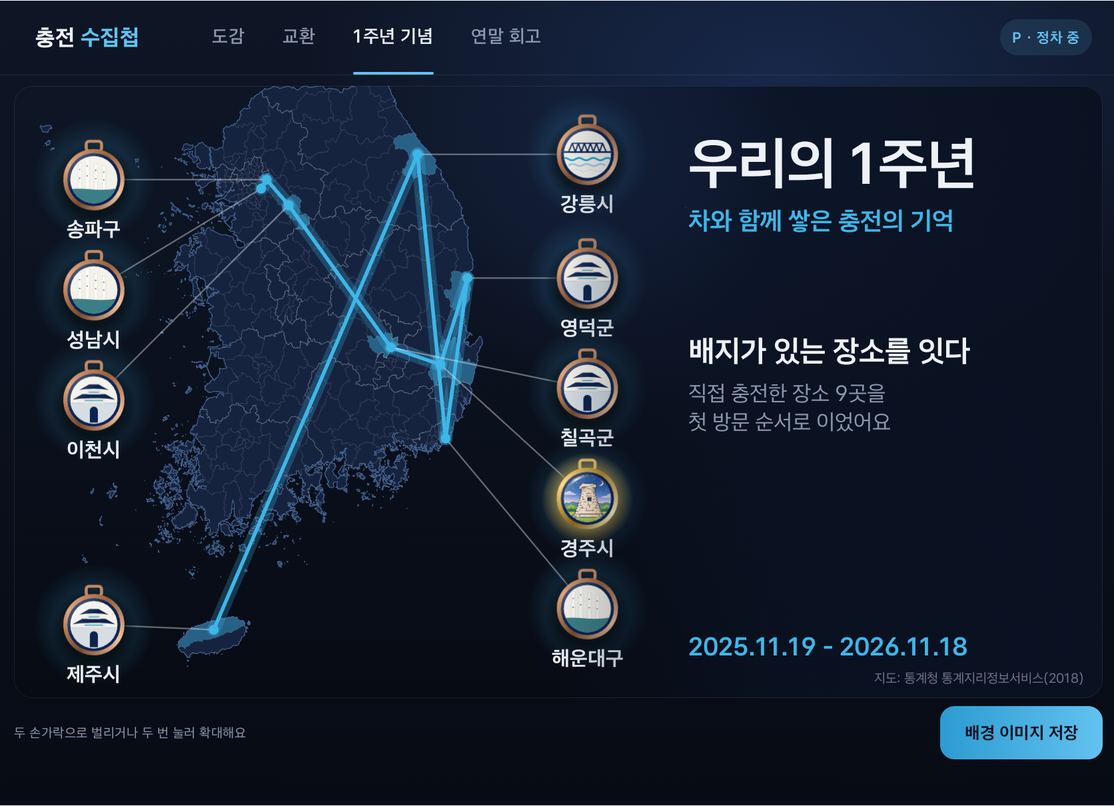 충전 수집첩
도감
교환
1주년 기념
연말 회고
P · 정차 중
송파구
성남시
이천시
제주시
강릉시
영덕군
칠곡군
경주시
해운대구
우리의 1주년
차와 함께 쌓은 충전의 기억
배지가 있는 장소를 잇다
직접 충전한 장소 9곳을
첫 방문 순서로 이었어요
2025.11.19 - 2026.11.18
지도: 통계청 통계지리정보서비스(2018)
두 손가락으로 벌리거나 두 번 눌러 확대해요
배경 이미지 저장